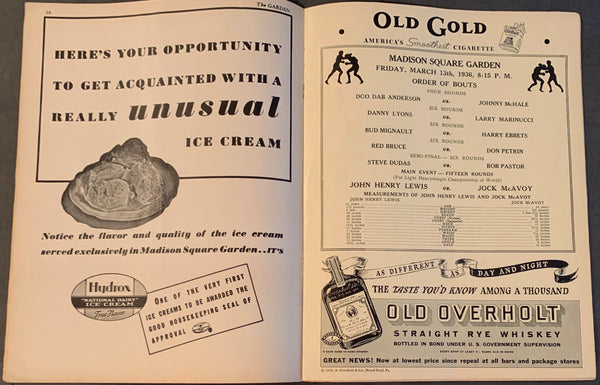 24
The GARDEN
HERE'S YOUR OPPORTUNITY
TO GET ACQUAINTED WITH A
REALLY unusual
ICE CREAM
Notice the flavor and quality of the ice cream
served exclusively in Madison Square Garden..IT'S
Hydrox
"NATIONAL DAIRY"
ICE-CREAM
True Flavor
ONE OF THE VERY FIRST
ICE CREAMS TO BE AWARDED THE
GOOD HOUSEKEEPING SEAL OF
APPROVAL
OLD GOLD
AMERICA'S Smoothest CIGARETTE
MADISON SQUARE GARDEN
FRIDAY, MARCH 13th, 1936, 8:15 P. M.
ORDER OF BOUTS
FOUR ROUNDS
DOD DAB ANDERSON vs. JOHNNY McHALE
SIX ROUNDS
DANNY LYONS vs. LARRY MARINUCCI
SIX ROUNDS
BUD MIGNAULT vs. HARRY EBBETS
SIX ROUNDS
RED BRUCE vs. DON PETRIN
SEMI-FINAL — SIX ROUNDS
STEVE DUDAS vs. BOB PASTOR
MAIN EVENT — FIFTEEN ROUNDS
(For Light Heavyweight Championship of World)
JOHN HENRY LEWIS vs. JOCK McAVOY
MEASUREMENTS OF JOHN HENRY LEWIS AND JOCK McAVOY
JOHN HENRY LEWIS JOCK McAVOY
AGE
WEIGHT
HEIGHT
REACH
AS DIFFERENT AS DAY AND NIGHT
THE TASTE YOU'D KNOW AMONG A THOUSAND
OLD OVERHOLT
STRAIGHT RYE WHISKEY
BOTTLED IN BOND UNDER U. S. GOVERNMENT SUPERVISION
GREAT NEWS! Now at lowest price since repeal at all bars and package stores